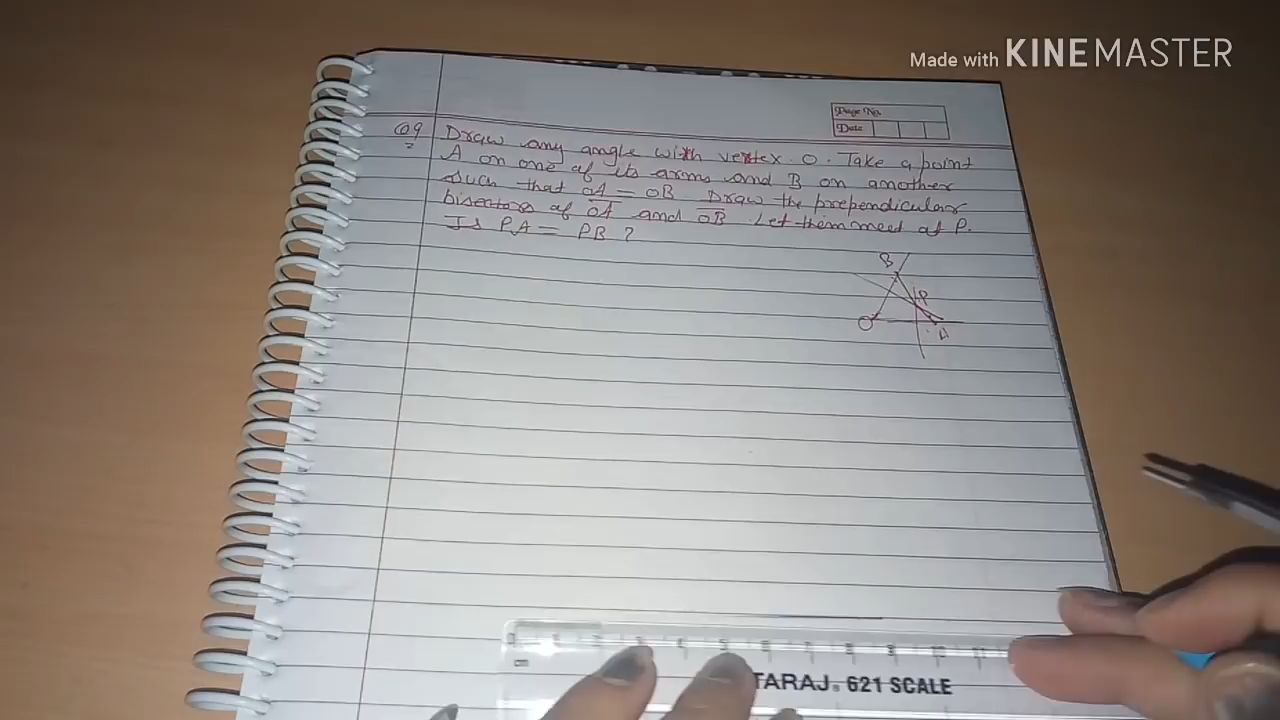 Made with KINEMASTER
Page No.
Date
Q9 Draw any angle with vertex O. Take a point
A on one of its arms and B on another
such that OA = OB Draw the prependicular
bisectors of OA and OB Let them meet at P.
Is PA = PB ?
B
P
O
A
TARAJ 621 SCALE